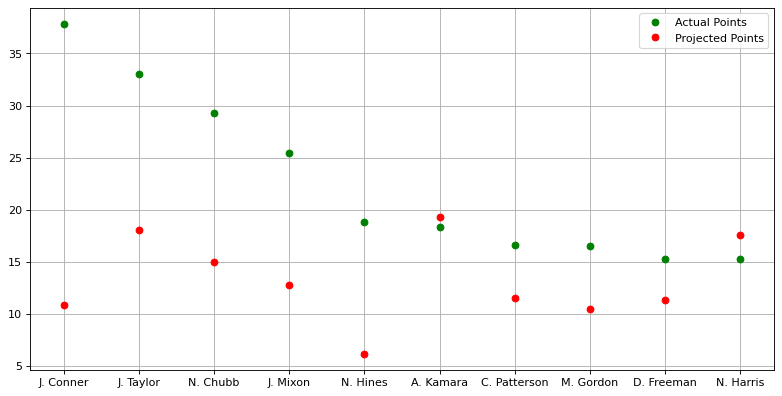 Actual Points
Projected Points
35
30
25
20
15
10
5
J. Conner J. Taylor N. Chubb J. Mixon N. Hines A. Kamara C. Patterson M. Gordon D. Freeman N. Harris